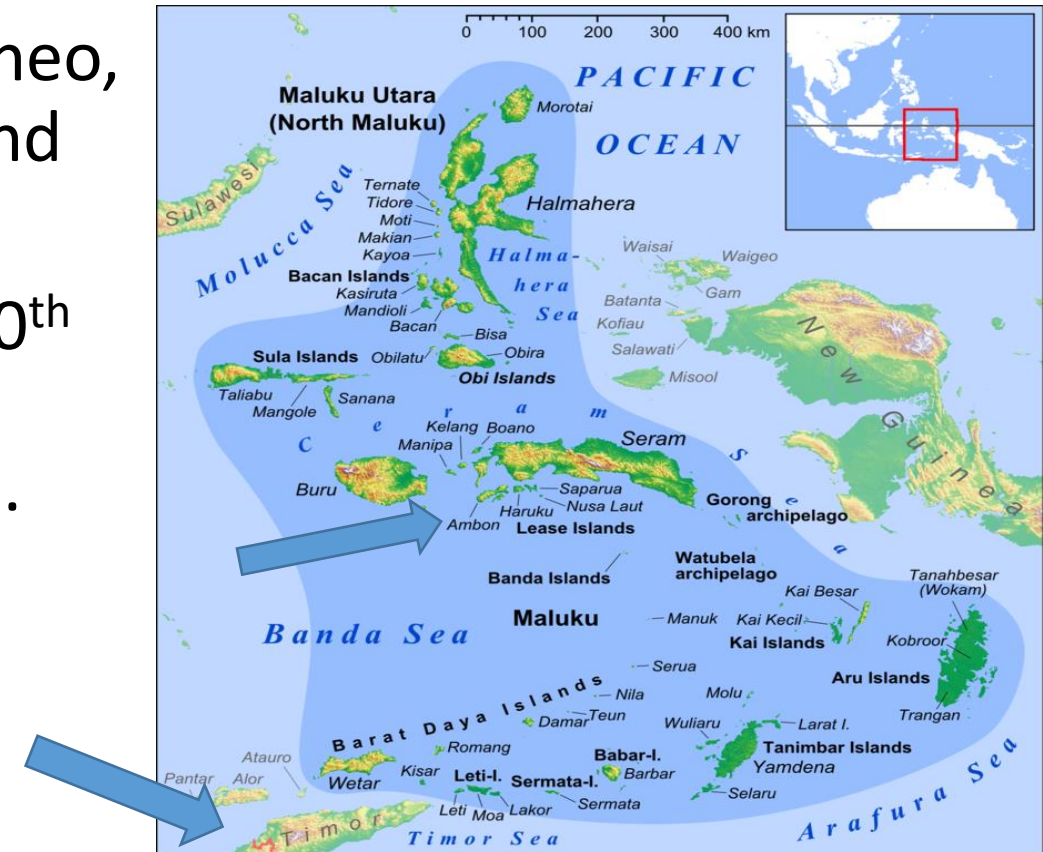 neo,
nd
0th
.
0 100 200 300 400 km
PACIFIC
OCEAN
Maluku Utara
(North Maluku)
Morotai
Sulawesi
Molucca Sea
Ternate
Tidore
Moti
Makian
Kayoa
Halmahera
Halma-
hera
Sea
Bacan Islands
Kasiruta
Mandioli
Bacan
Waisai
Waigeo
Gam
Batanta
Kofiau
Salawati
Misool
New Guinea
Bisa
Obilatu
Obira
Obi Islands
Sula Islands
Taliabu
Mangole
Sanana
Ceram Sea
Kelang
Boano
Manipa
Seram
Buru
Saparua
Nusa Laut
Haruku
Ambon
Lease Islands
Gorong
archipelago
Watubela
archipelago
Banda Islands
Maluku
Banda Sea
Manuk
Kai Besar
Kai Kecil
Kai Islands
Tanahbesar
(Wokam)
Kobroor
Aru Islands
Trangan
Serua
Nila
Teun
Damar
Barat Daya Islands
Molu
Wuliaru
Larat I.
Tanimbar Islands
Yamdena
Selaru
Romang
Wetar
Kisar
Leti-I.
Leti
Moa
Lakor
Sermata-I.
Sermata
Babar-I.
Barbar
Atauro
Pantar
Alor
Timor
Timor Sea
Arafura Sea